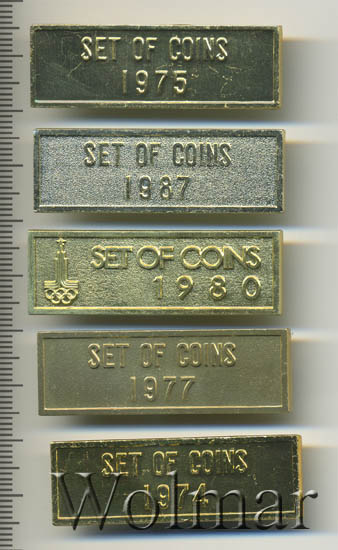 SET OF COINS
1975
SET OF COINS
1987
SET OF COINS
1980
SET OF COINS
1977
SET OF COINS
1974
Wolmar